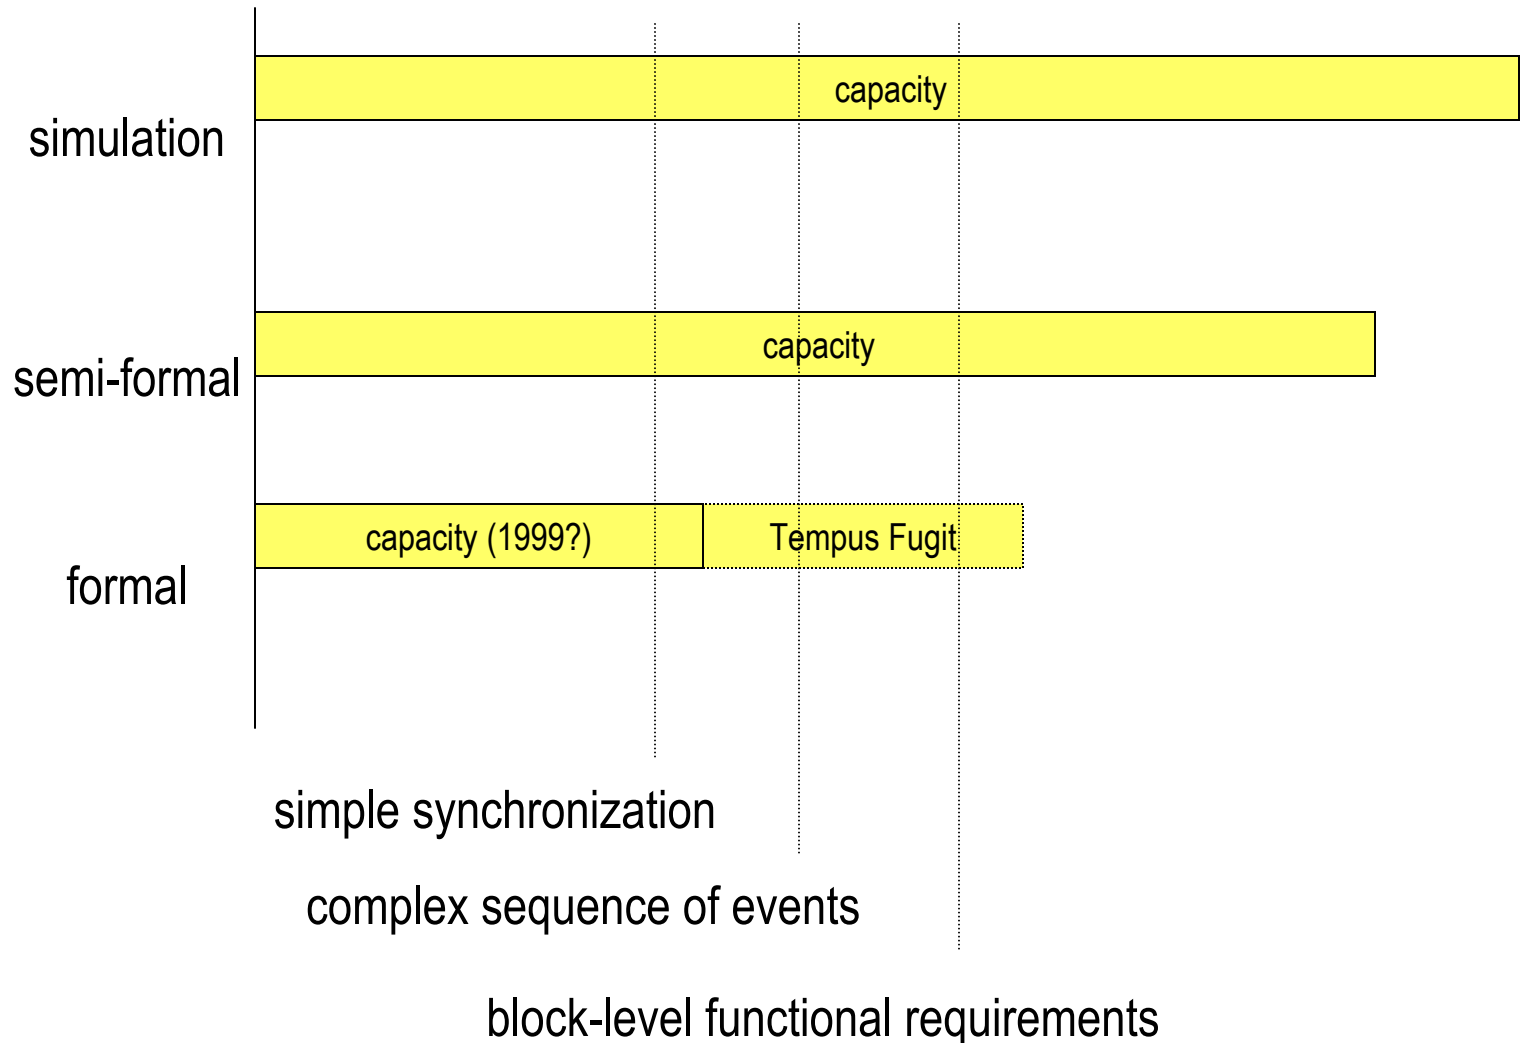 capacity
simulation
capacity
semi-formal
capacity (1999?)
Tempus Fugit
formal
simple synchronization
complex sequence of events
block-level functional requirements